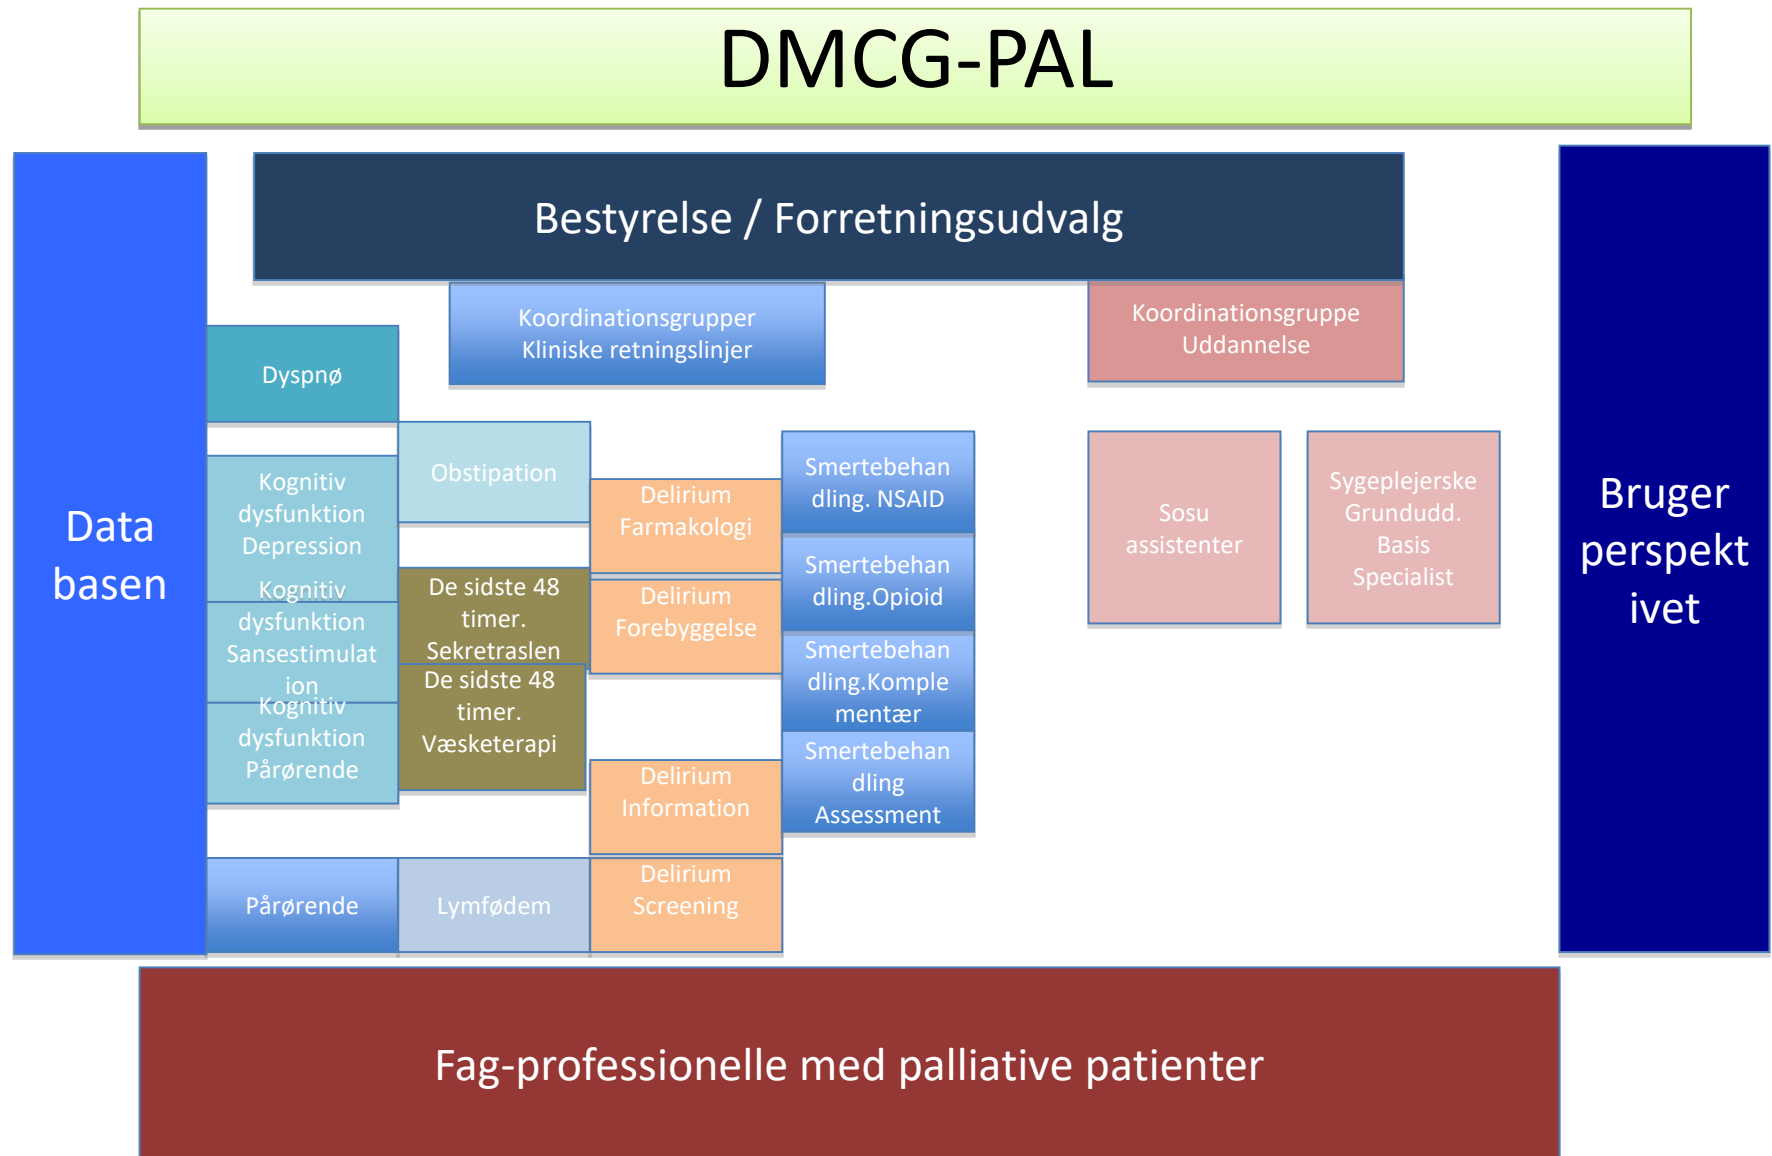 DMCG-PAL
Bestyrelse / Forretningsudvalg
Koordinationsgrupper
Kliniske retningslinjer
Koordinationsgruppe
Uddannelse
Data
basen
Dyspnø
Kognitiv
dysfunktion
Depression
Kognitiv
dysfunktion
Sansestimulat
ion
Kognitiv
dysfunktion
Pårørende
Pårørende
Obstipation
De sidste 48
timer.
Sekretraslen
De sidste 48
timer.
Væsketerapi
Lymfødem
Delirium
Farmakologi
Delirium
Forebyggelse
Delirium
Information
Delirium
Screening
Smertebehan
dling. NSAID
Smertebehan
dling.Opioid
Smertebehan
dling.Komple
mentær
Smertebehan
dling
Assessment
Sosu
assistenter
Sygeplejerske
Grundudd.
Basis
Specialist
Bruger
perspekt
ivet
Fag-professionelle med palliative patienter